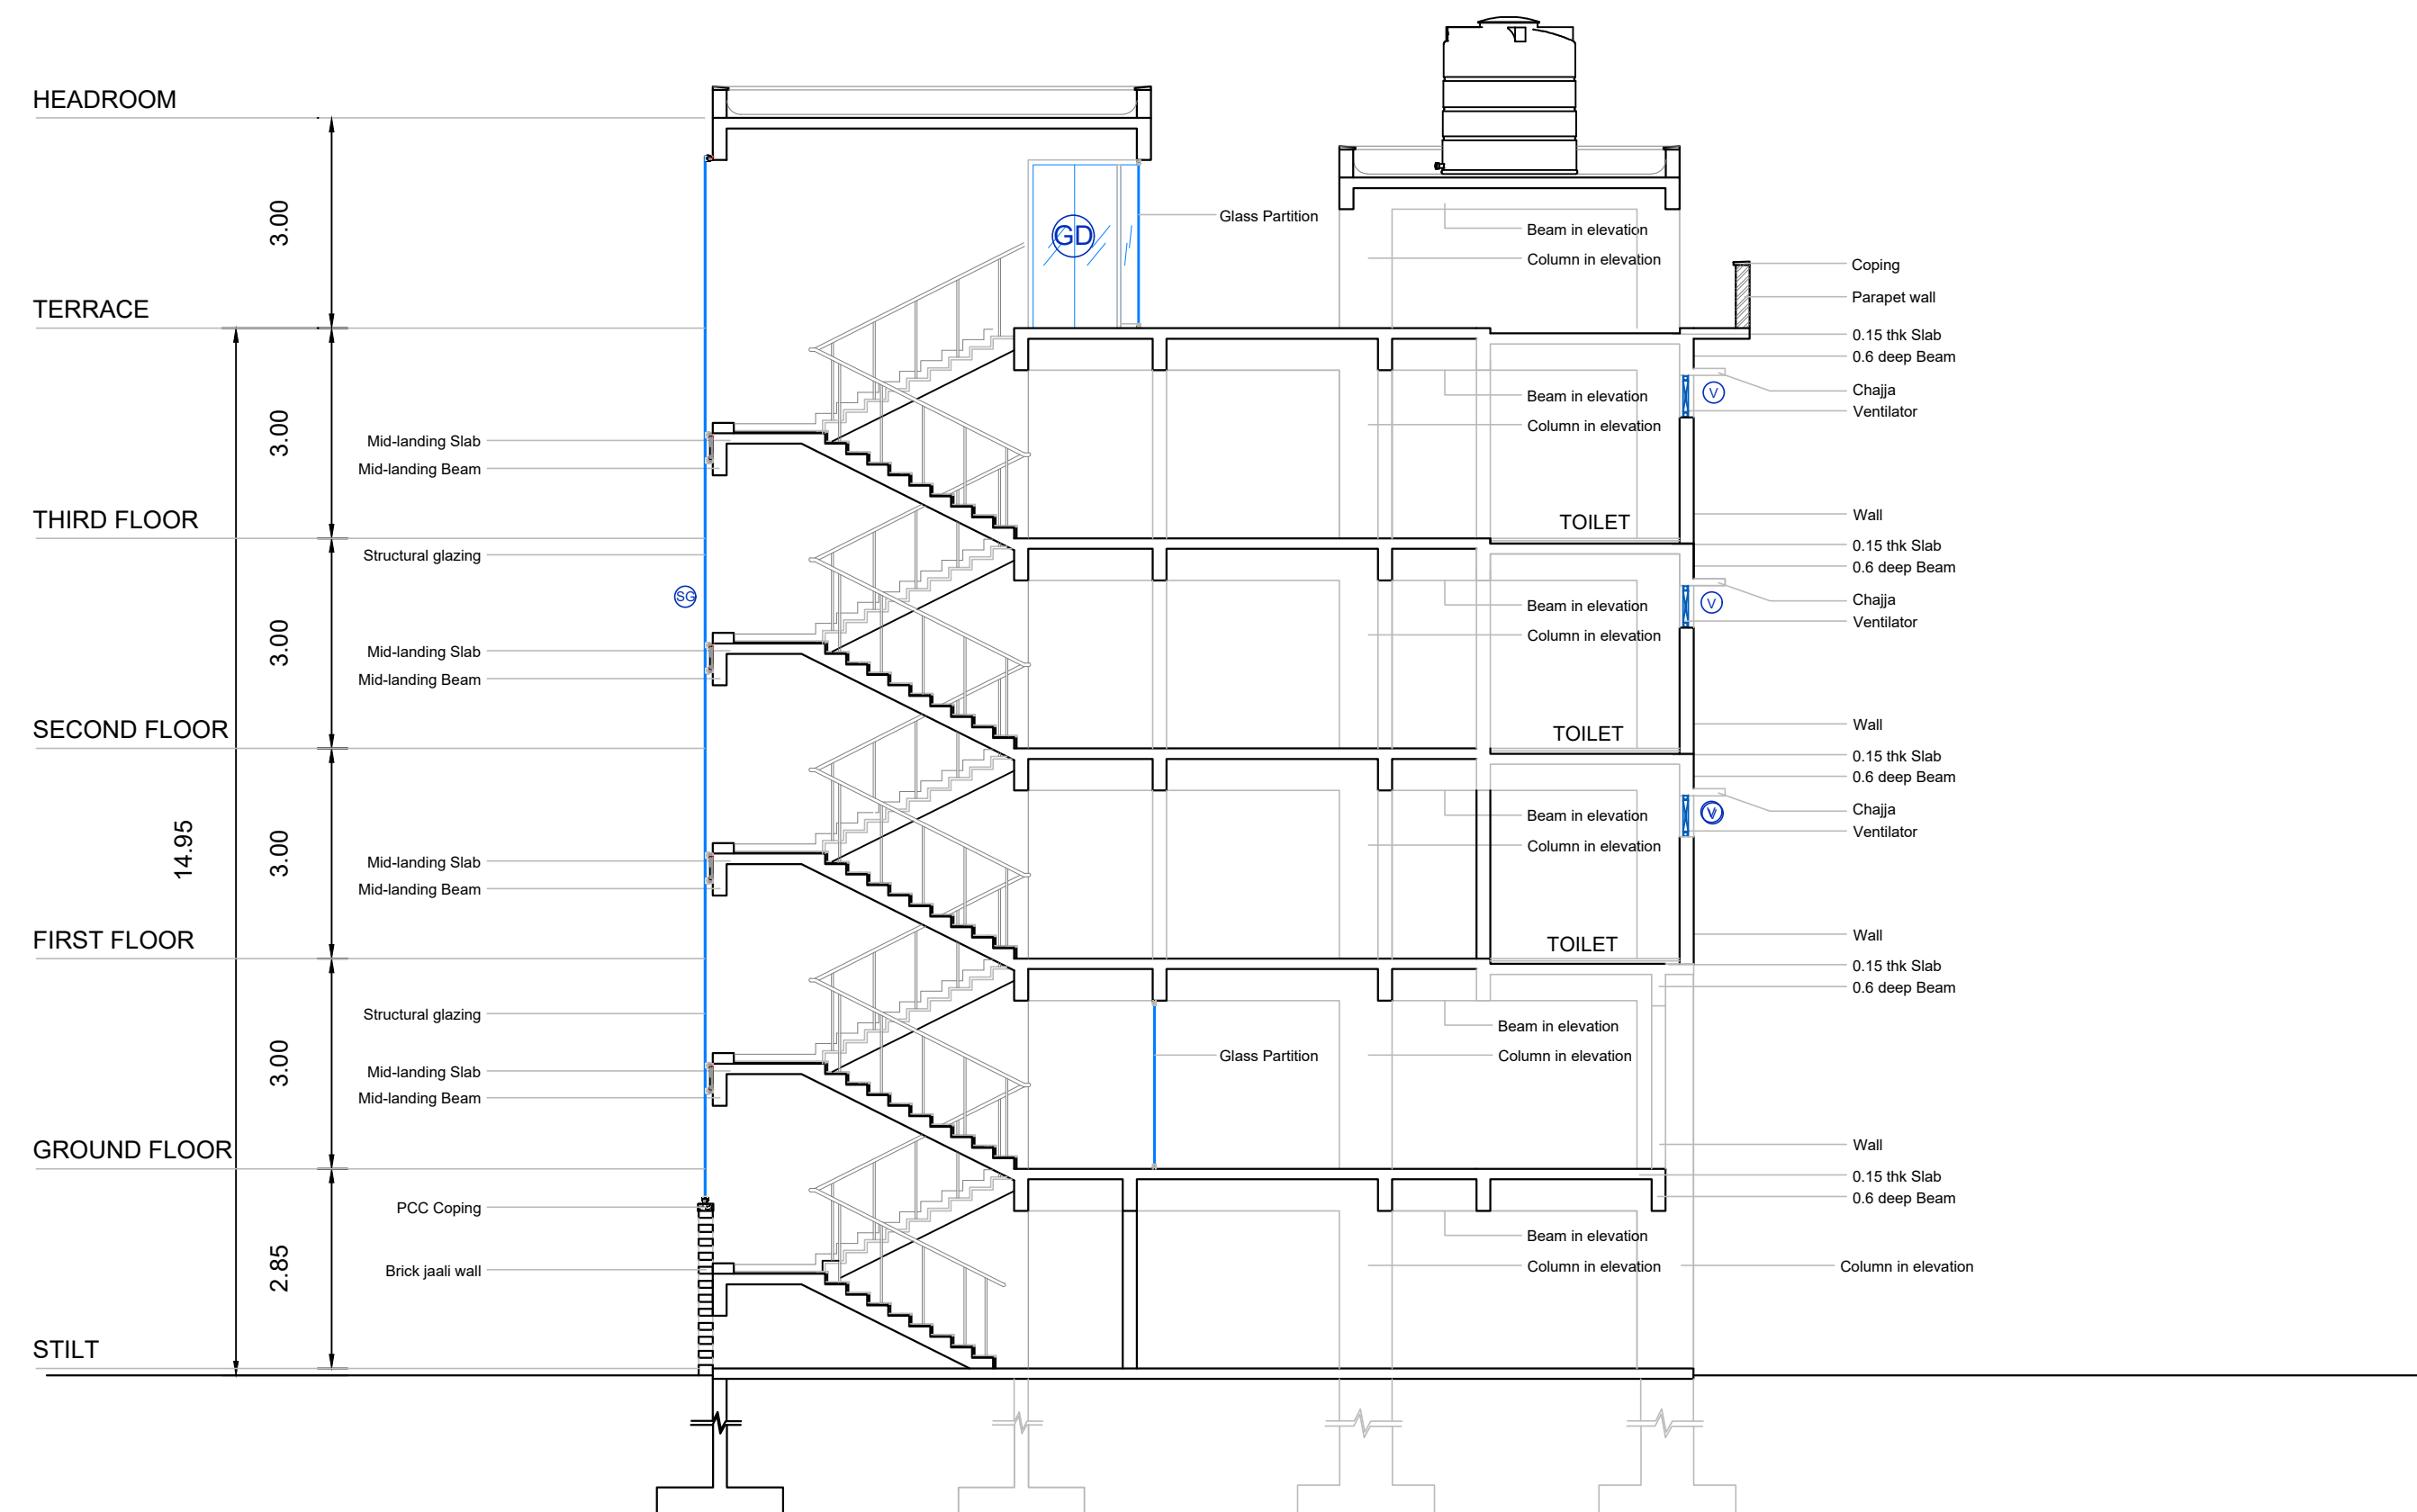 HEADROOM
3.00
GD
Glass Partition
Beam in elevation
Column in elevation
Coping
Parapet wall
TERRACE
0.15 thk Slab
0.6 deep Beam
Chajja
V
Ventilator
Beam in elevation
Column in elevation
3.00
Mid-landing Slab
Mid-landing Beam
THIRD FLOOR
TOILET
Wall
0.15 thk Slab
0.6 deep Beam
Structural glazing
SG
Chajja
V
Ventilator
Beam in elevation
Column in elevation
3.00
Mid-landing Slab
Mid-landing Beam
SECOND FLOOR
TOILET
Wall
0.15 thk Slab
0.6 deep Beam
Chajja
V
Ventilator
Beam in elevation
Column in elevation
14.95
3.00
Mid-landing Slab
Mid-landing Beam
FIRST FLOOR
TOILET
Wall
0.15 thk Slab
0.6 deep Beam
Structural glazing
Beam in elevation
Glass Partition
Column in elevation
3.00
Mid-landing Slab
Mid-landing Beam
GROUND FLOOR
Wall
0.15 thk Slab
0.6 deep Beam
PCC Coping
Beam in elevation
Column in elevation
Column in elevation
2.85
Brick jaali wall
STILT